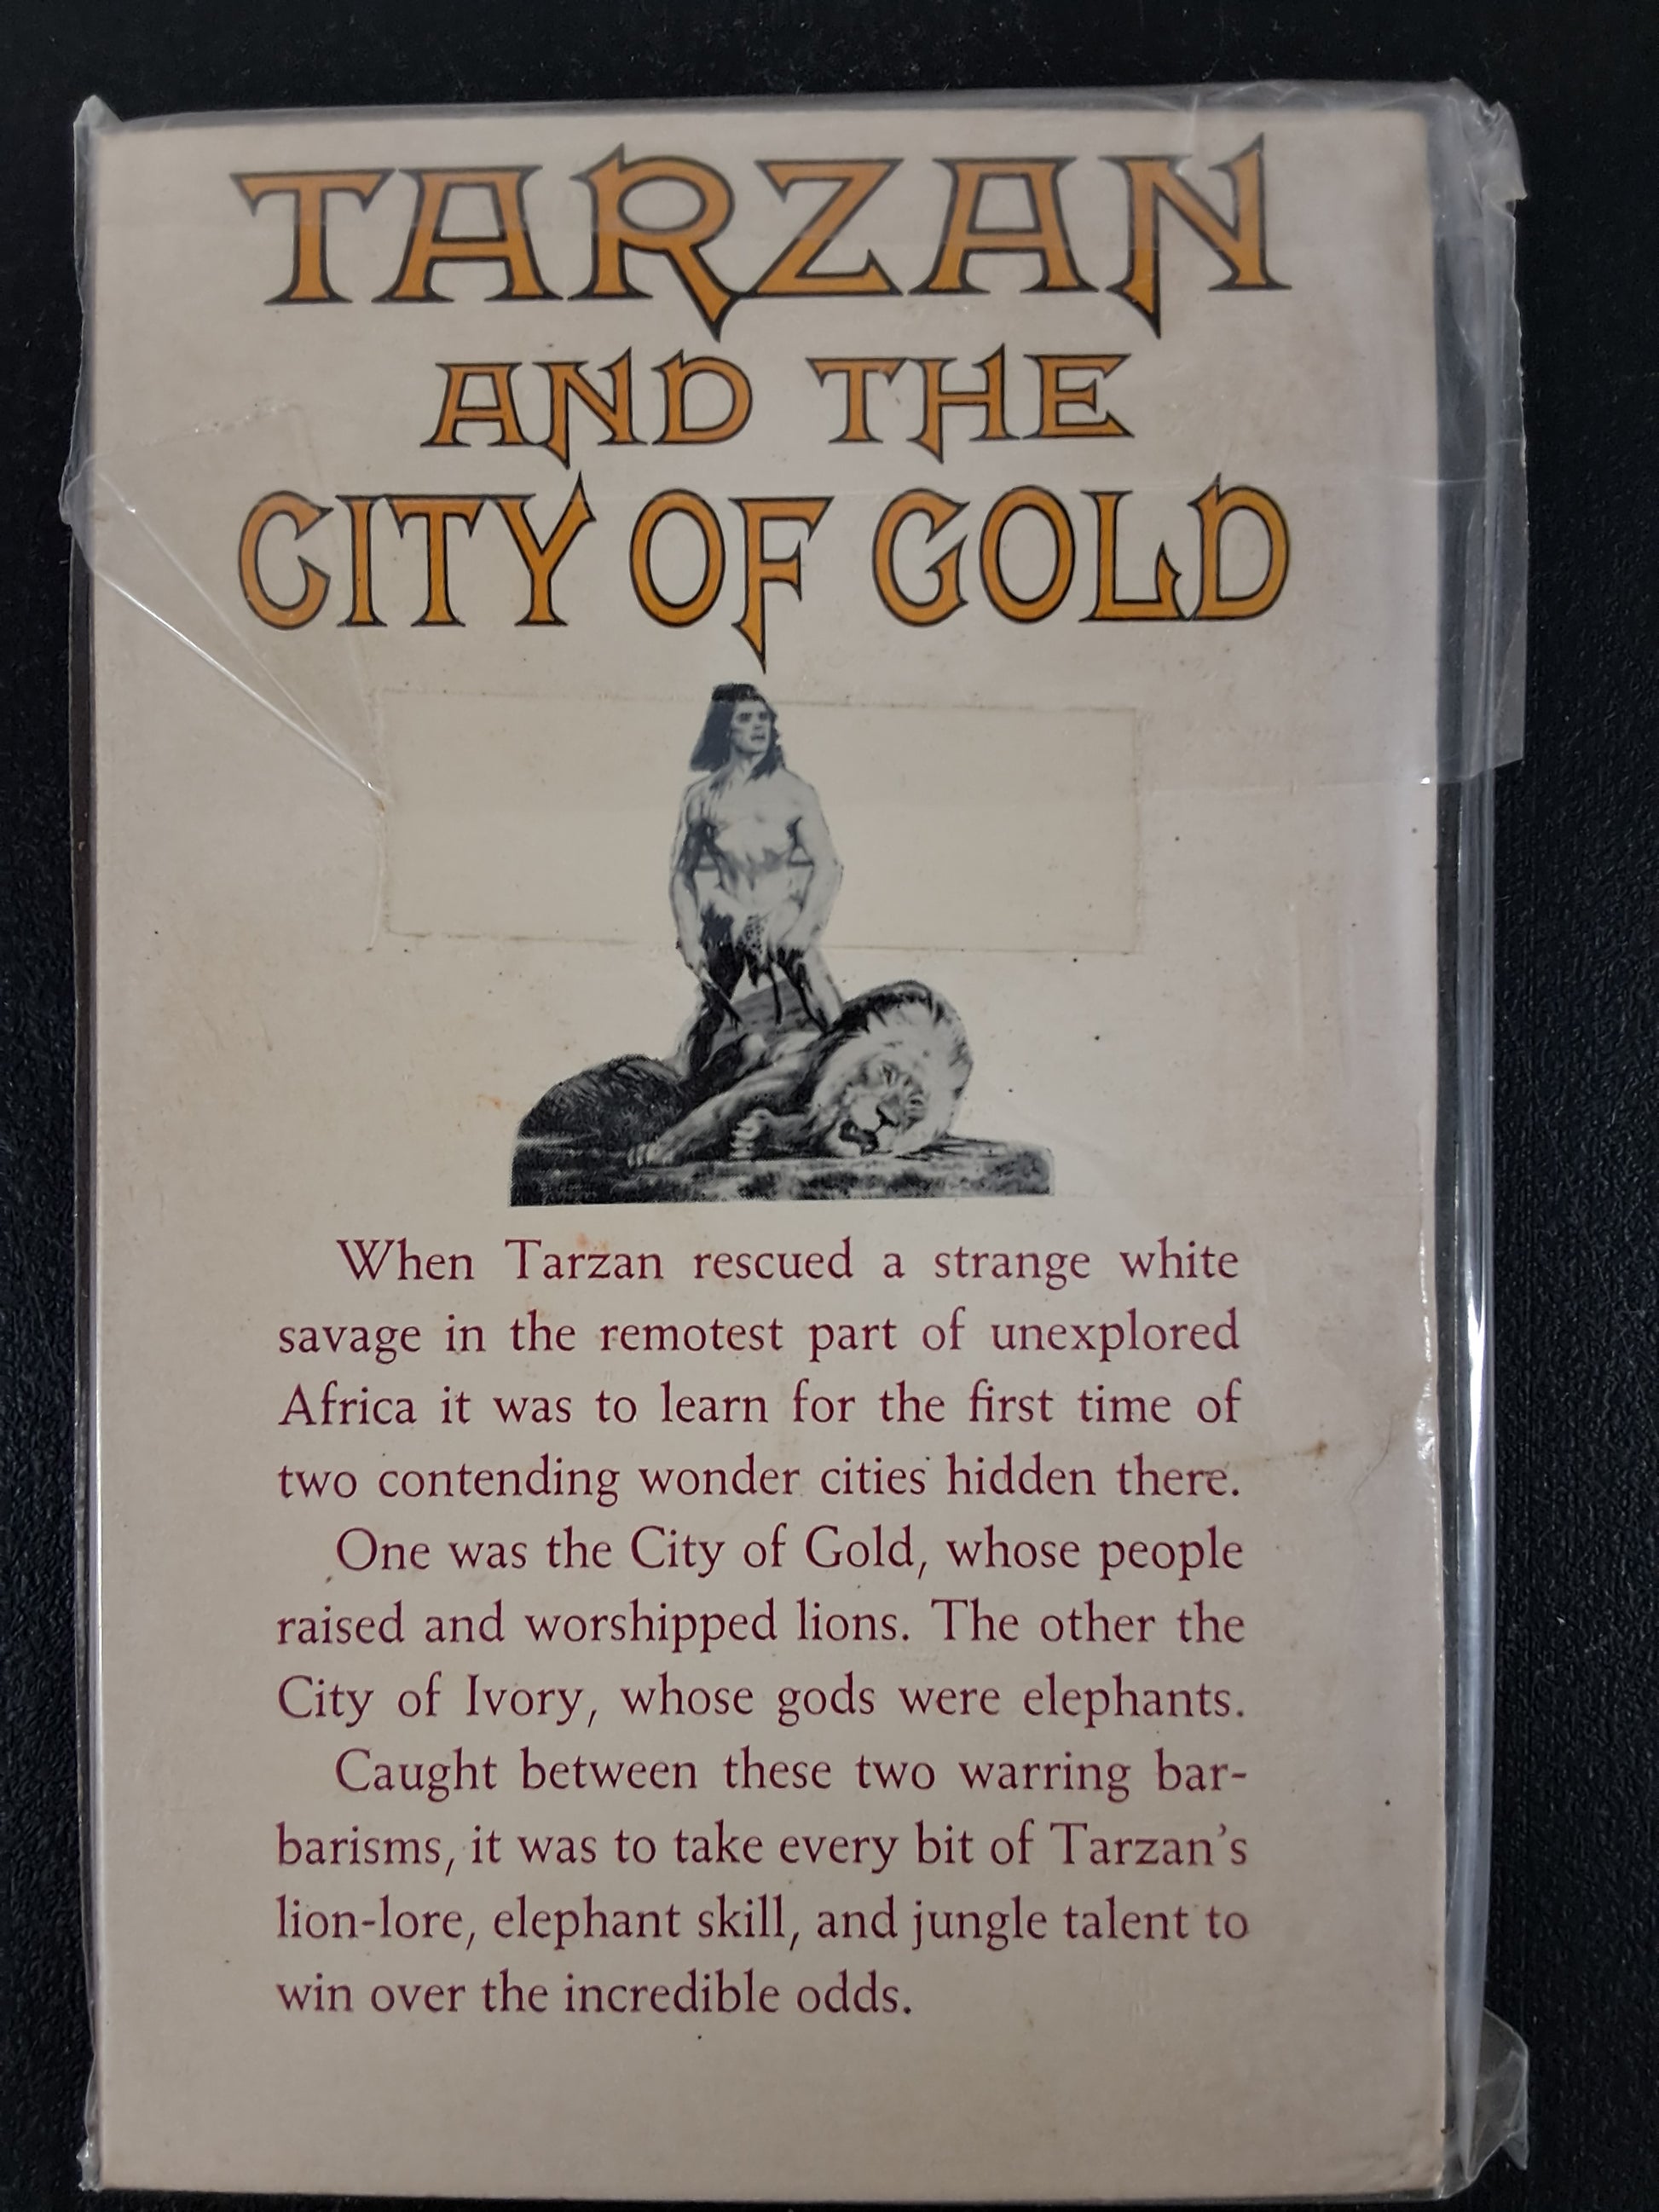 TARZAN
AND THE
CITY OF GOLD
When Tarzan rescued a strange white
savage in the remotest part of unexplored
Africa it was to learn for the first time of
two contending wonder cities hidden there.
One was the City of Gold, whose people
raised and worshipped lions. The other the
City of Ivory, whose gods were elephants.
Caught between these two warring bar-
barisms, it was to take every bit of Tarzan's
lion-lore, elephant skill, and jungle talent to
win over the incredible odds.